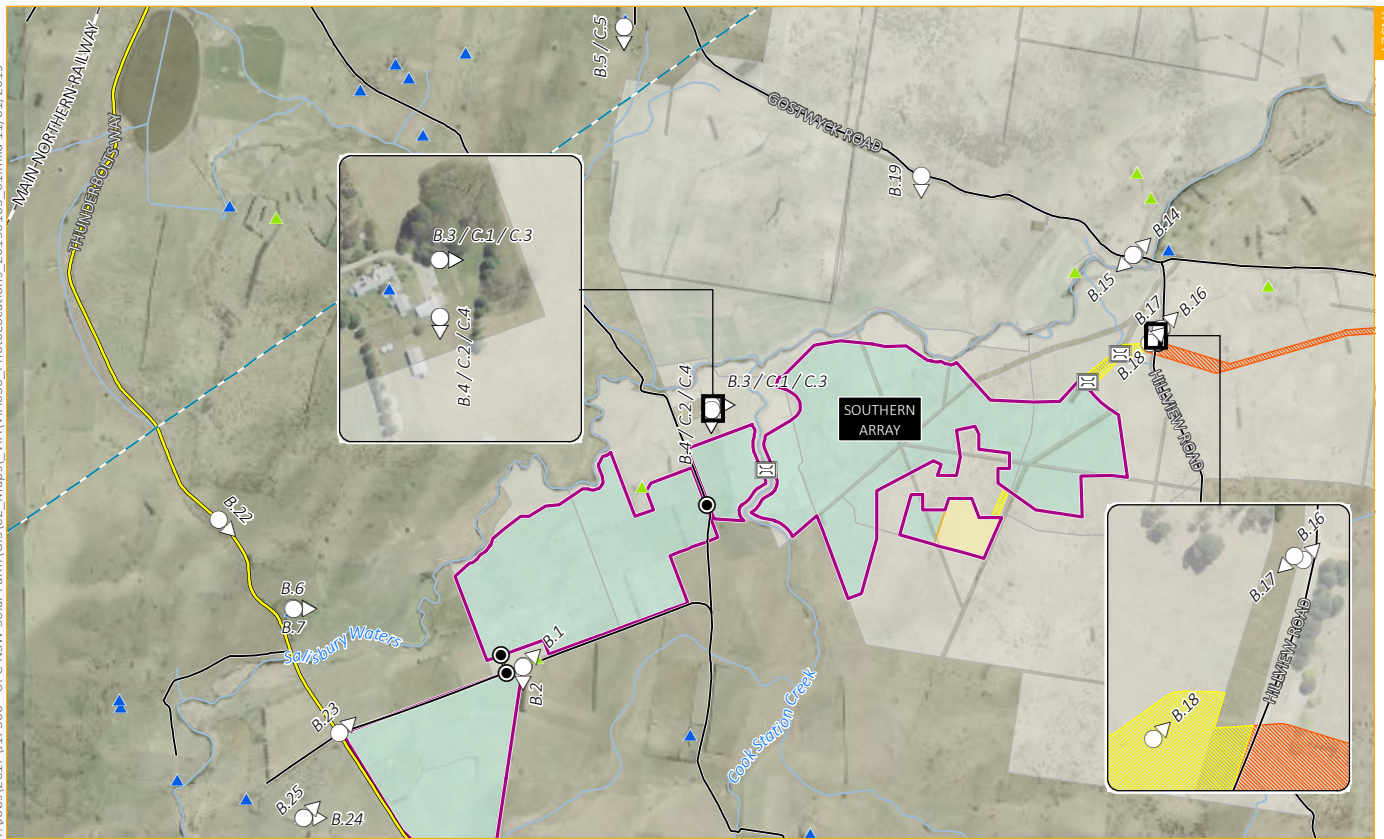 MAIN NORTHERN RAILWAY
THUNDERBOLTS WAY
B.5 / C.5
GOSTWYCK ROAD
B.19
B.14
B.15
B.3 / C.1 / C.3
B.4 / C.2 / C.4
B.17
B.16
B.18
HILLVIEW ROAD
B.3 / C.1 / C.3
B.4 / C.2 / C.4
SOUTHERN
ARRAY
B.22
B.6
B.7
Salisbury Waters
B.1
B.2
B.23
Cook Station Creek
B.25
B.24
B.16
B.17
HILLVIEW ROAD
B.18